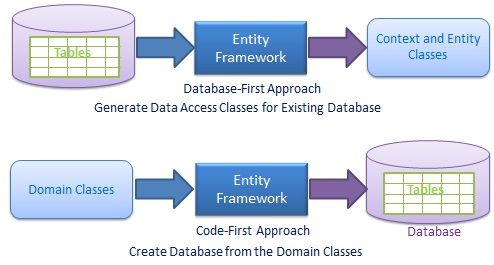 Tables
Entity
Framework
Context and Entity
Classes
Database-First Approach
Generate Data Access Classes for Existing Database
Domain Classes
Entity
Framework
Tables
Code-First Approach
Database
Create Database from the Domain Classes